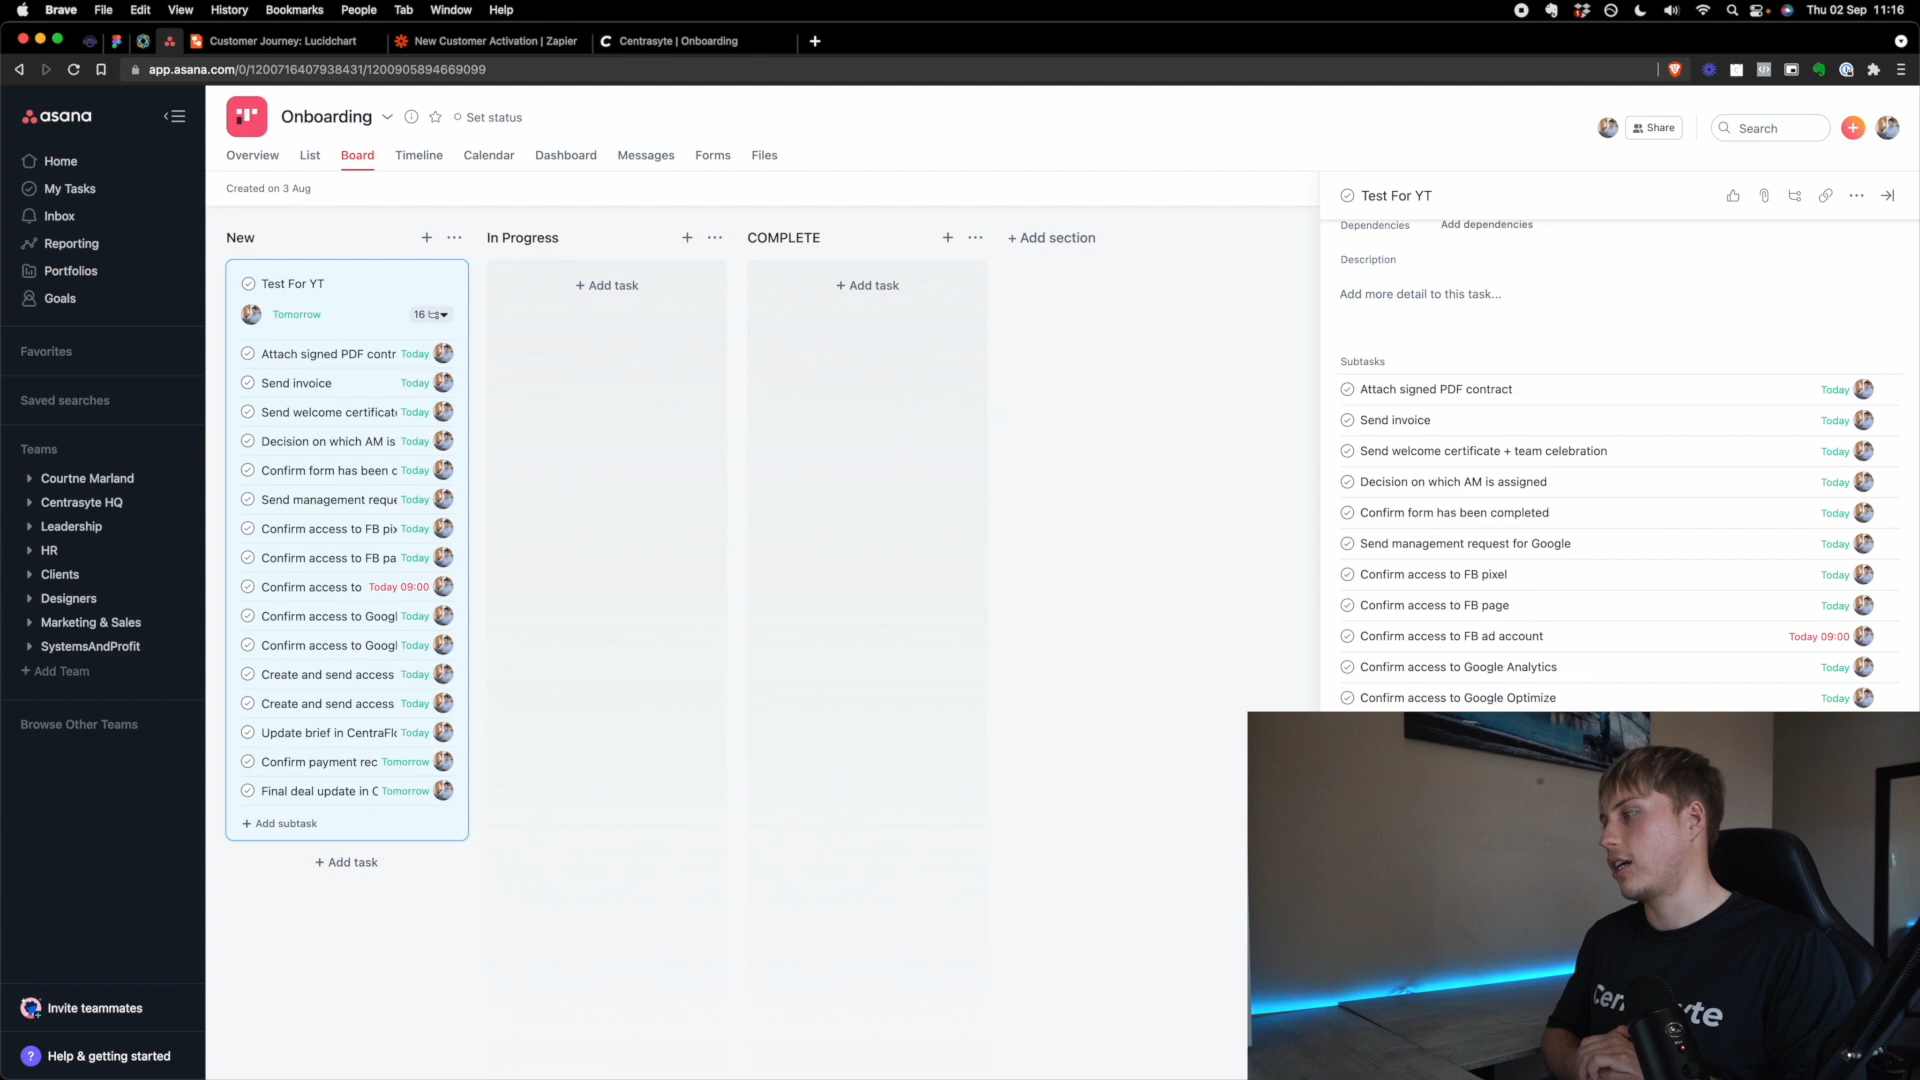 Brave File Edit View History Bookmarks People Tab Window Help Thu 02 Sep 11:16
Customer Journey: Lucidchart New Customer Activation | Zapier Centrasyte | Onboarding
app.asana.com/0/1200716407938431/1200905894669099
asana
Home
My Tasks
Inbox
Reporting
Portfolios
Goals
Favorites
Saved searches
Teams
Courtne Marland
Centrasyte HQ
Leadership
HR
Clients
Designers
Marketing & Sales
SystemsAndProfit
+ Add Team
Browse Other Teams
Invite teammates
? Help & getting started
Onboarding Set status
Share Search
Overview List Board Timeline Calendar Dashboard Messages Forms Files
Created on 3 Aug
New In Progress COMPLETE + Add section
Test For YT
Tomorrow 16
Attach signed PDF contr Today
Send invoice Today
Send welcome certificat Today
Decision on which AM is Today
Confirm form has been c Today
Send management reque Today
Confirm access to FB pix Today
Confirm access to FB pa Today
Confirm access to Today 09:00
Confirm access to Googl Today
Confirm access to Googl Today
Create and send access Today
Create and send access Today
Update brief in CentraFl Today
Confirm payment rec Tomorrow
Final deal update in C Tomorrow
+ Add subtask
+ Add task
+ Add task
+ Add task
Test For YT
Dependencies Add dependencies
Description
Add more detail to this task...
Subtasks
Attach signed PDF contract Today
Send invoice Today
Send welcome certificate + team celebration Today
Decision on which AM is assigned Today
Confirm form has been completed Today
Send management request for Google Today
Confirm access to FB pixel Today
Confirm access to FB page Today
Confirm access to FB ad account Today 09:00
Confirm access to Google Analytics Today
Confirm access to Google Optimize Today